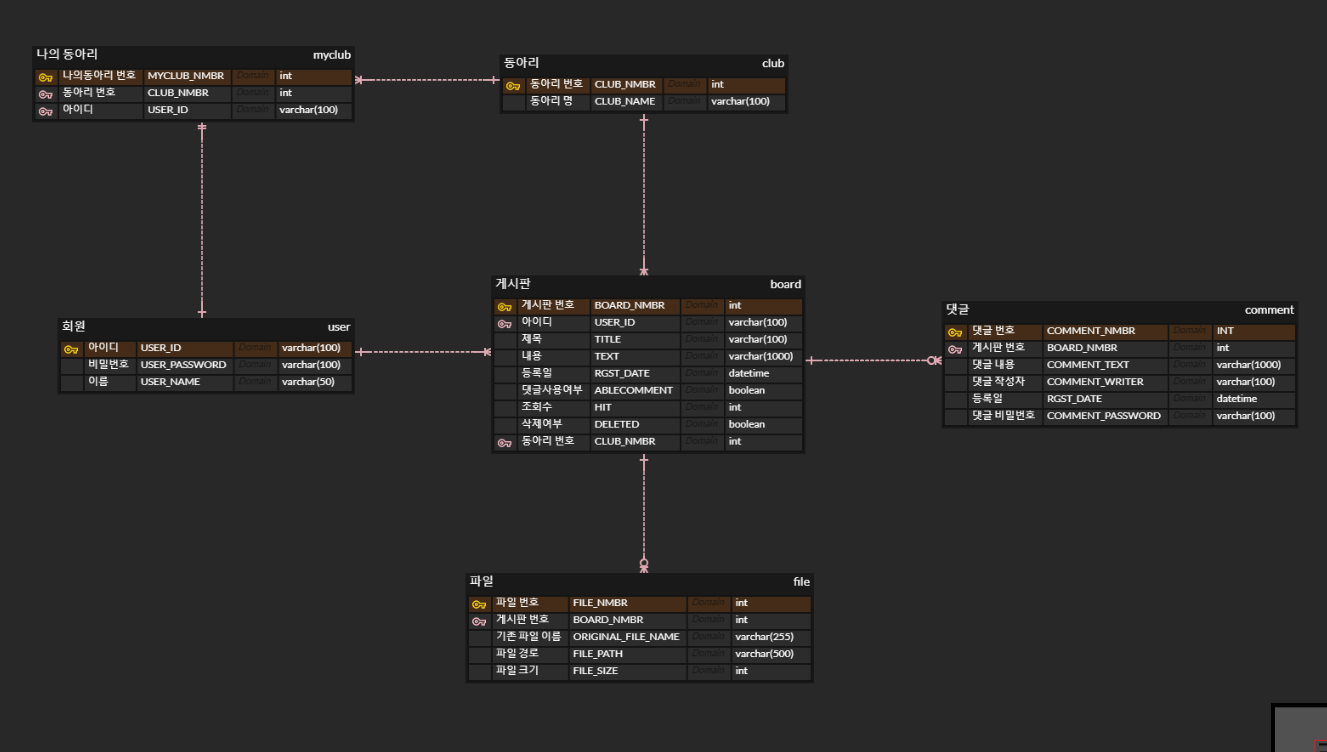 나의 동아리 myclub
나의동아리 번호 MYCLUB_NMBR Domain int
동아리 번호 CLUB_NMBR Domain int
아이디 USER_ID Domain varchar(100)
동아리 club
동아리 번호 CLUB_NMBR Domain int
동아리 명 CLUB_NAME Domain varchar(100)
회원 user
아이디 USER_ID Domain varchar(100)
비밀번호 USER_PASSWORD Domain varchar(100)
이름 USER_NAME Domain varchar(50)
게시판 board
게시판 번호 BOARD_NMBR Domain int
아이디 USER_ID Domain varchar(100)
제목 TITLE Domain varchar(100)
내용 TEXT Domain varchar(1000)
등록일 RGST_DATE Domain datetime
댓글사용여부 ABLECOMMENT Domain boolean
조회수 HIT Domain int
삭제여부 DELETED Domain boolean
동아리 번호 CLUB_NMBR Domain int
댓글 comment
댓글 번호 COMMENT_NMBR Domain INT
게시판 번호 BOARD_NMBR Domain int
댓글 내용 COMMENT_TEXT Domain varchar(1000)
댓글 작성자 COMMENT_WRITER Domain varchar(100)
등록일 RGST_DATE Domain datetime
댓글 비밀번호 COMMENT_PASSWORD Domain varchar(100)
파일 file
파일 번호 FILE_NMBR Domain int
게시판 번호 BOARD_NMBR Domain int
기존 파일 이름 ORIGINAL_FILE_NAME Domain varchar(255)
파일 경로 FILE_PATH Domain varchar(500)
파일 크기 FILE_SIZE Domain int